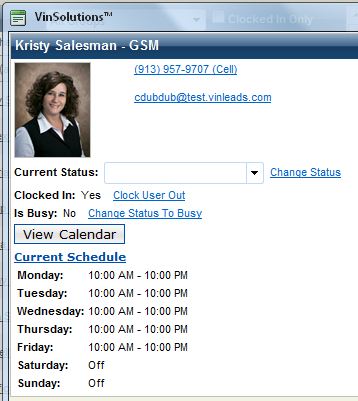 VinSolutions™
Clocked In Only
Kristy Salesman - GSM
(913) 957-9707 (Cell)
cdubdub@test.vinleads.com
Current Status: Change Status
Clocked In: Yes Clock User Out
Is Busy: No Change Status To Busy
View Calendar
Current Schedule
Monday: 10:00 AM - 10:00 PM
Tuesday: 10:00 AM - 10:00 PM
Wednesday: 10:00 AM - 10:00 PM
Thursday: 10:00 AM - 10:00 PM
Friday: 10:00 AM - 10:00 PM
Saturday: Off
Sunday: Off